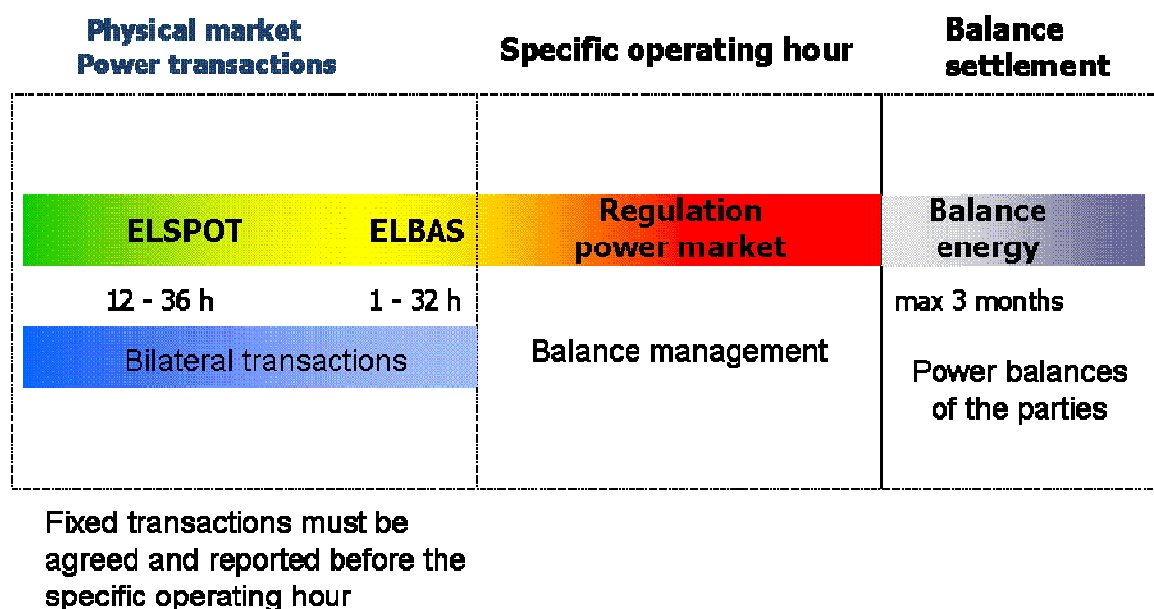 Physical market
Power transactions
Specific operating hour
Balance
settlement
ELSPOT
ELBAS
Regulation
power market
Balance
energy
12 - 36 h
1 - 32 h
max 3 months
Bilateral transactions
Balance management
Power balances
of the parties
Fixed transactions must be
agreed and reported before the
specific operating hour